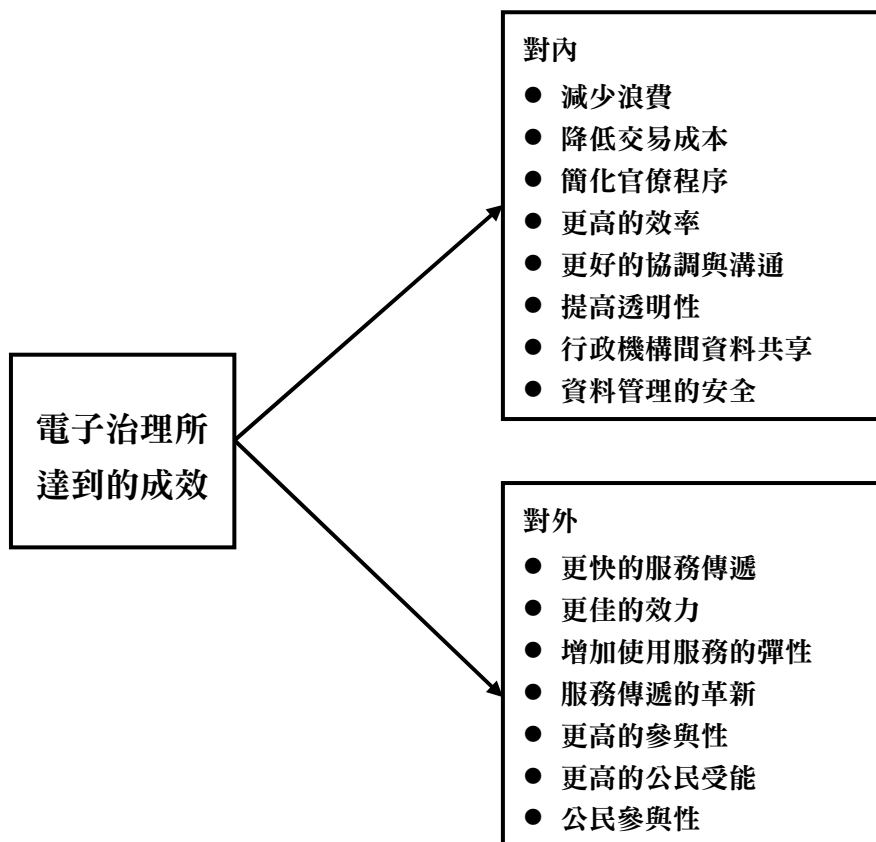 電子治理所
達到的成效
對內
● 減少浪費
● 降低交易成本
● 簡化官僚程序
● 更高的效率
● 更好的協調與溝通
● 提高透明性
● 行政機構間資料共享
● 資料管理的安全
對外
● 更快的服務傳遞
● 更佳的效力
● 增加使用服務的彈性
● 服務傳遞的革新
● 更高的參與性
● 更高的公民受能
● 公民參與性